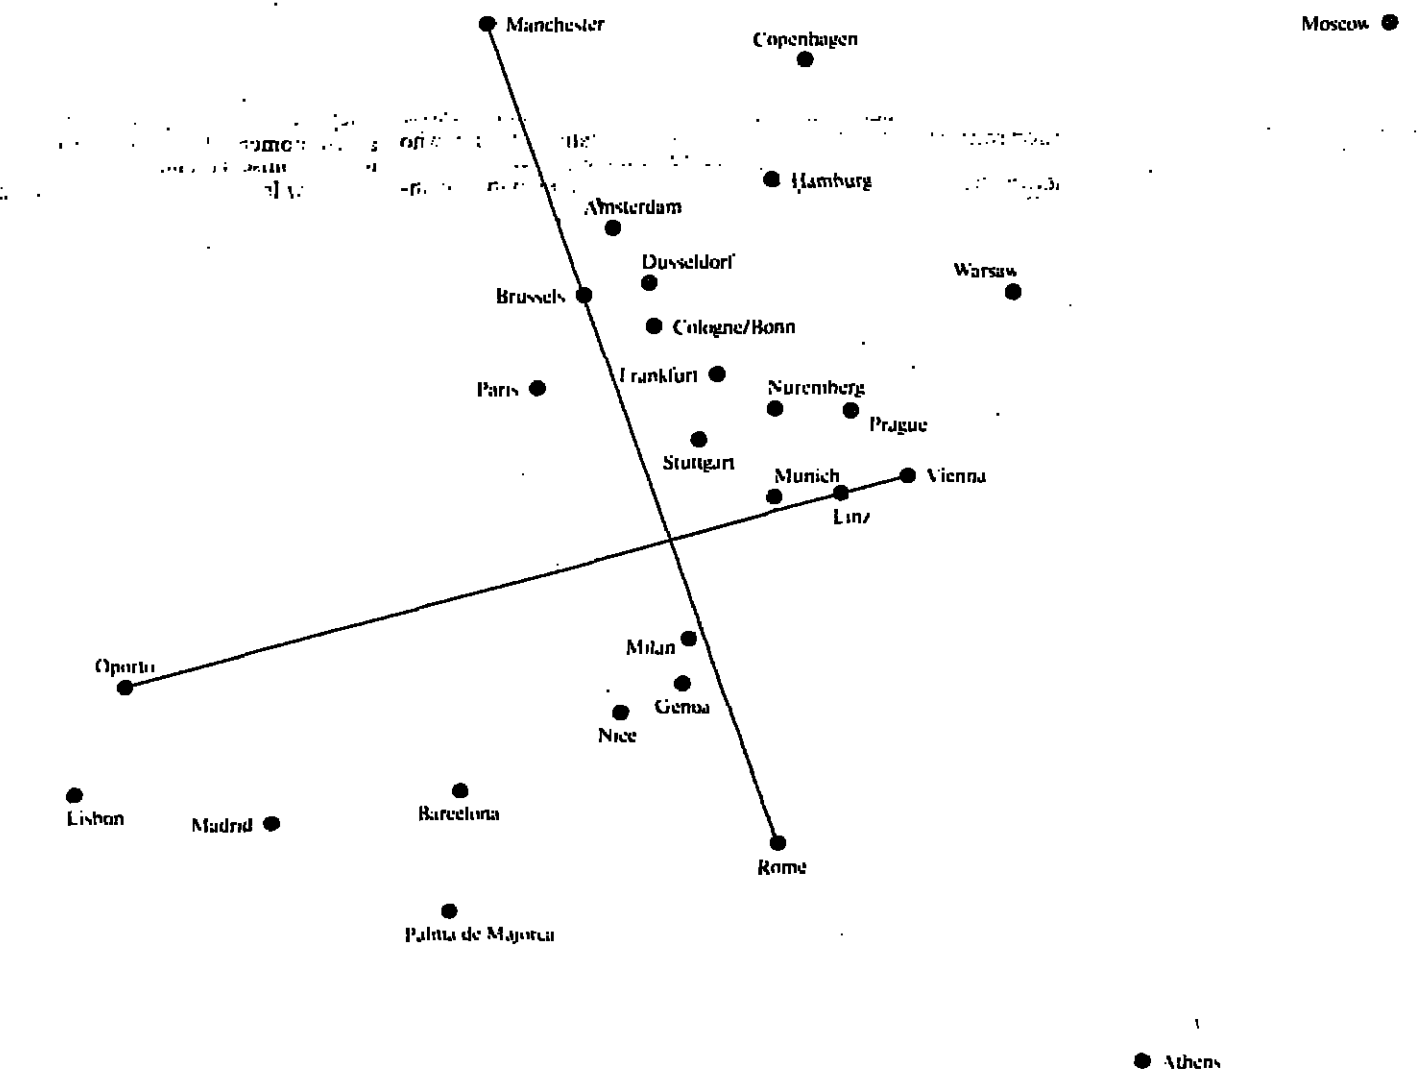 Manchester
Moscow
Copenhagen
Hamburg
Amsterdam
Dusseldorf
Warsaw
Brussels
Cologne/Bonn
Frankfurt
Paris
Nuremberg
Prague
Stuttgart
Munich
Vienna
Linz
Milan
Oporto
Genoa
Nice
Lisbon
Madrid
Barcelona
Rome
Palma de Majorca
Athens